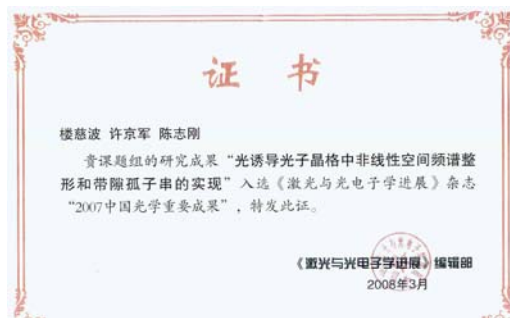 证 书
楼慈波 许京军 陈志刚
贵课题组的研究成果“光诱导光子晶格中非线性空间频谱整
形和带隙孤子串的实现”入选《激光与光电子学进展》杂志
“2007中国光学重要成果”，特发此证。
《激光与光电子学进展》编辑部
2008年3月